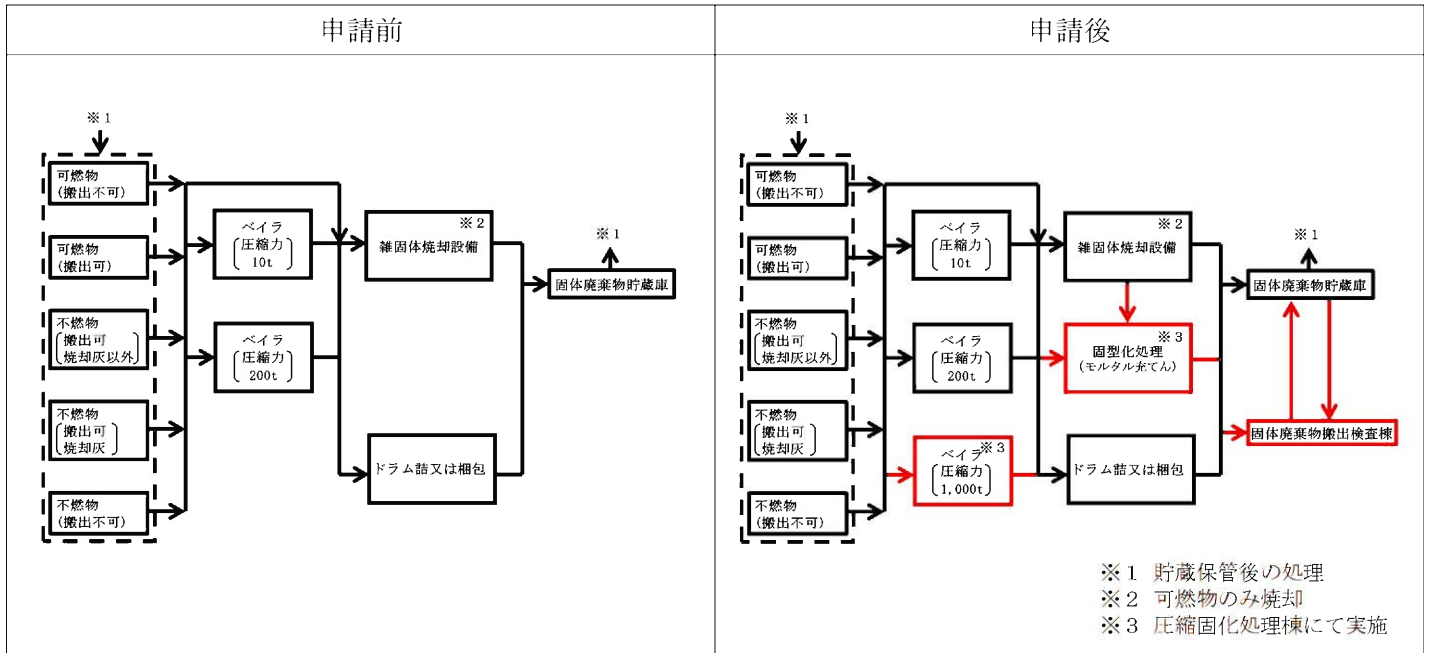 申請前
※1
可燃物
(搬出不可)
可燃物
(搬出可)
不燃物
搬出可
焼却灰以外
不燃物
搬出可
焼却灰
不燃物
(搬出不可)
ベイラ
圧縮力
10t
ベイラ
圧縮力
200t
※2
雑固体焼却設備
ドラム詰又は梱包
※1
固体廃棄物貯蔵庫
申請後
※1
可燃物
(搬出不可)
可燃物
(搬出可)
不燃物
搬出可
焼却灰以外
不燃物
搬出可
焼却灰
不燃物
(搬出不可)
ベイラ
圧縮力
10t
ベイラ
圧縮力
200t
※3
ベイラ
圧縮力
1,000t
※2
雑固体焼却設備
※3
固型化処理
(モルタル充てん)
ドラム詰又は梱包
※1
固体廃棄物貯蔵庫
固体廃棄物搬出検査棟
※1 貯蔵保管後の処理
※2 可燃物のみ焼却
※3 圧縮固化処理棟にて実施